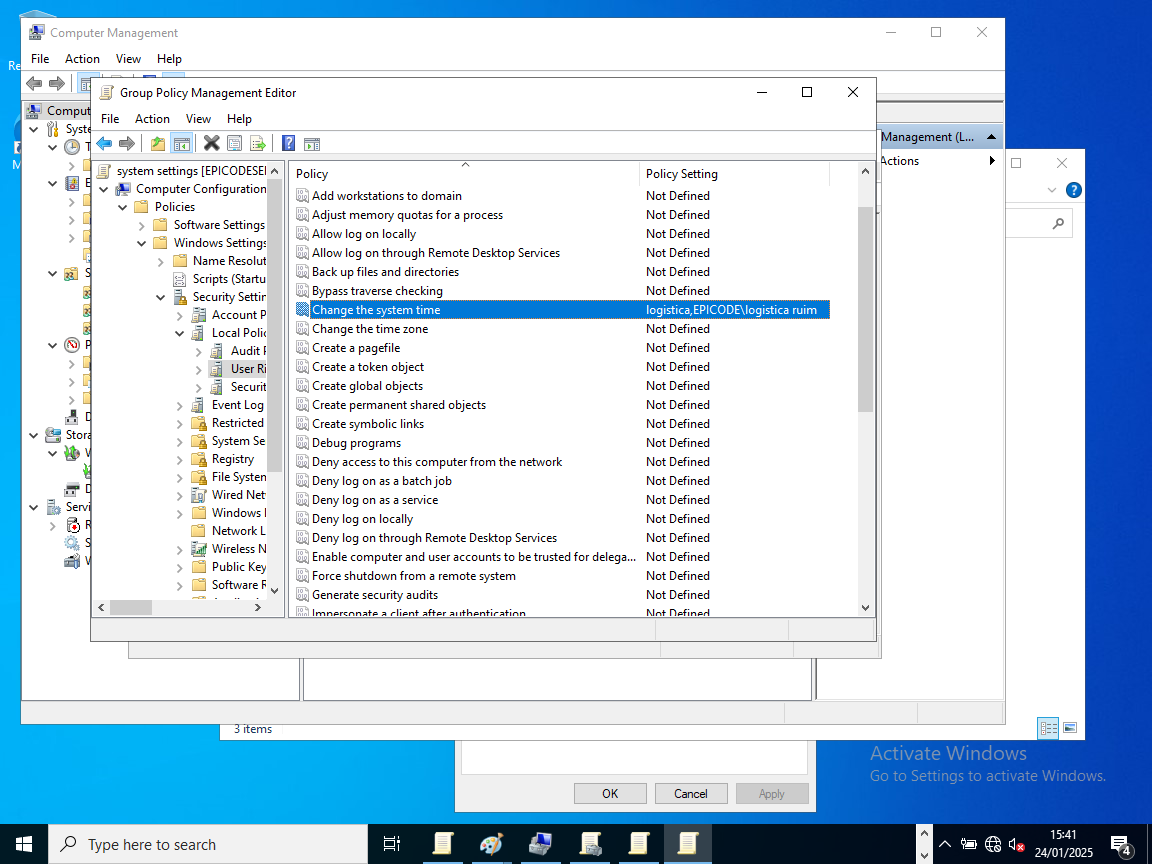 Computer Management
File Action View Help
Re
Group Policy Management Editor
File Action View Help
Comput
Syste
system settings [EPICODESE
Computer Configuration
Policies
Software Settings
Windows Settings
Name Resolut
Scripts (Startu
Security Settin
Account P
Local Polic
Audit P
User Ri
Securit
Event Log
Restricted
System Se
Registry
File System
Wired Net
Windows
Network L
Wireless N
Public Key
Software R
Stora
Servi
Policy Policy Setting
Add workstations to domain Not Defined
Adjust memory quotas for a process Not Defined
Allow log on locally Not Defined
Allow log on through Remote Desktop Services Not Defined
Back up files and directories Not Defined
Bypass traverse checking Not Defined
Change the system time logistica,EPICODE\logistica ruim
Change the time zone Not Defined
Create a pagefile Not Defined
Create a token object Not Defined
Create global objects Not Defined
Create permanent shared objects Not Defined
Create symbolic links Not Defined
Debug programs Not Defined
Deny access to this computer from the network Not Defined
Deny log on as a batch job Not Defined
Deny log on as a service Not Defined
Deny log on locally Not Defined
Deny log on through Remote Desktop Services Not Defined
Enable computer and user accounts to be trusted for delega... Not Defined
Force shutdown from a remote system Not Defined
Generate security audits Not Defined
Impersonate a client after authentication Not Defined
Management (L...
Actions
3 items
OK Cancel Apply
Activate Windows
Go to Settings to activate Windows.
Type here to search
15:41
24/01/2025
4